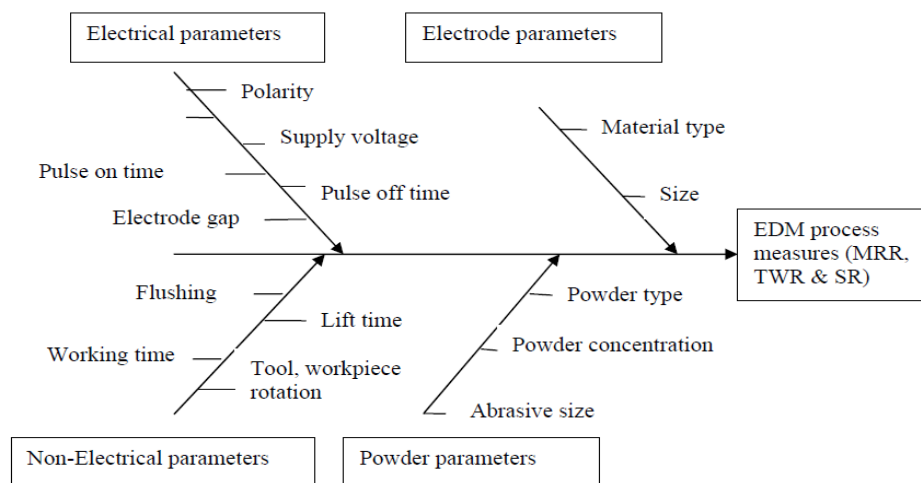 Electrical parameters
Electrode parameters
Polarity
Supply voltage
Pulse on time
Pulse off time
Electrode gap
Material type
Size
EDM process
measures (MRR,
TWR & SR)
Flushing
Lift time
Working time
Tool, workpiece
rotation
Powder type
Powder concentration
Abrasive size
Non-Electrical parameters
Powder parameters